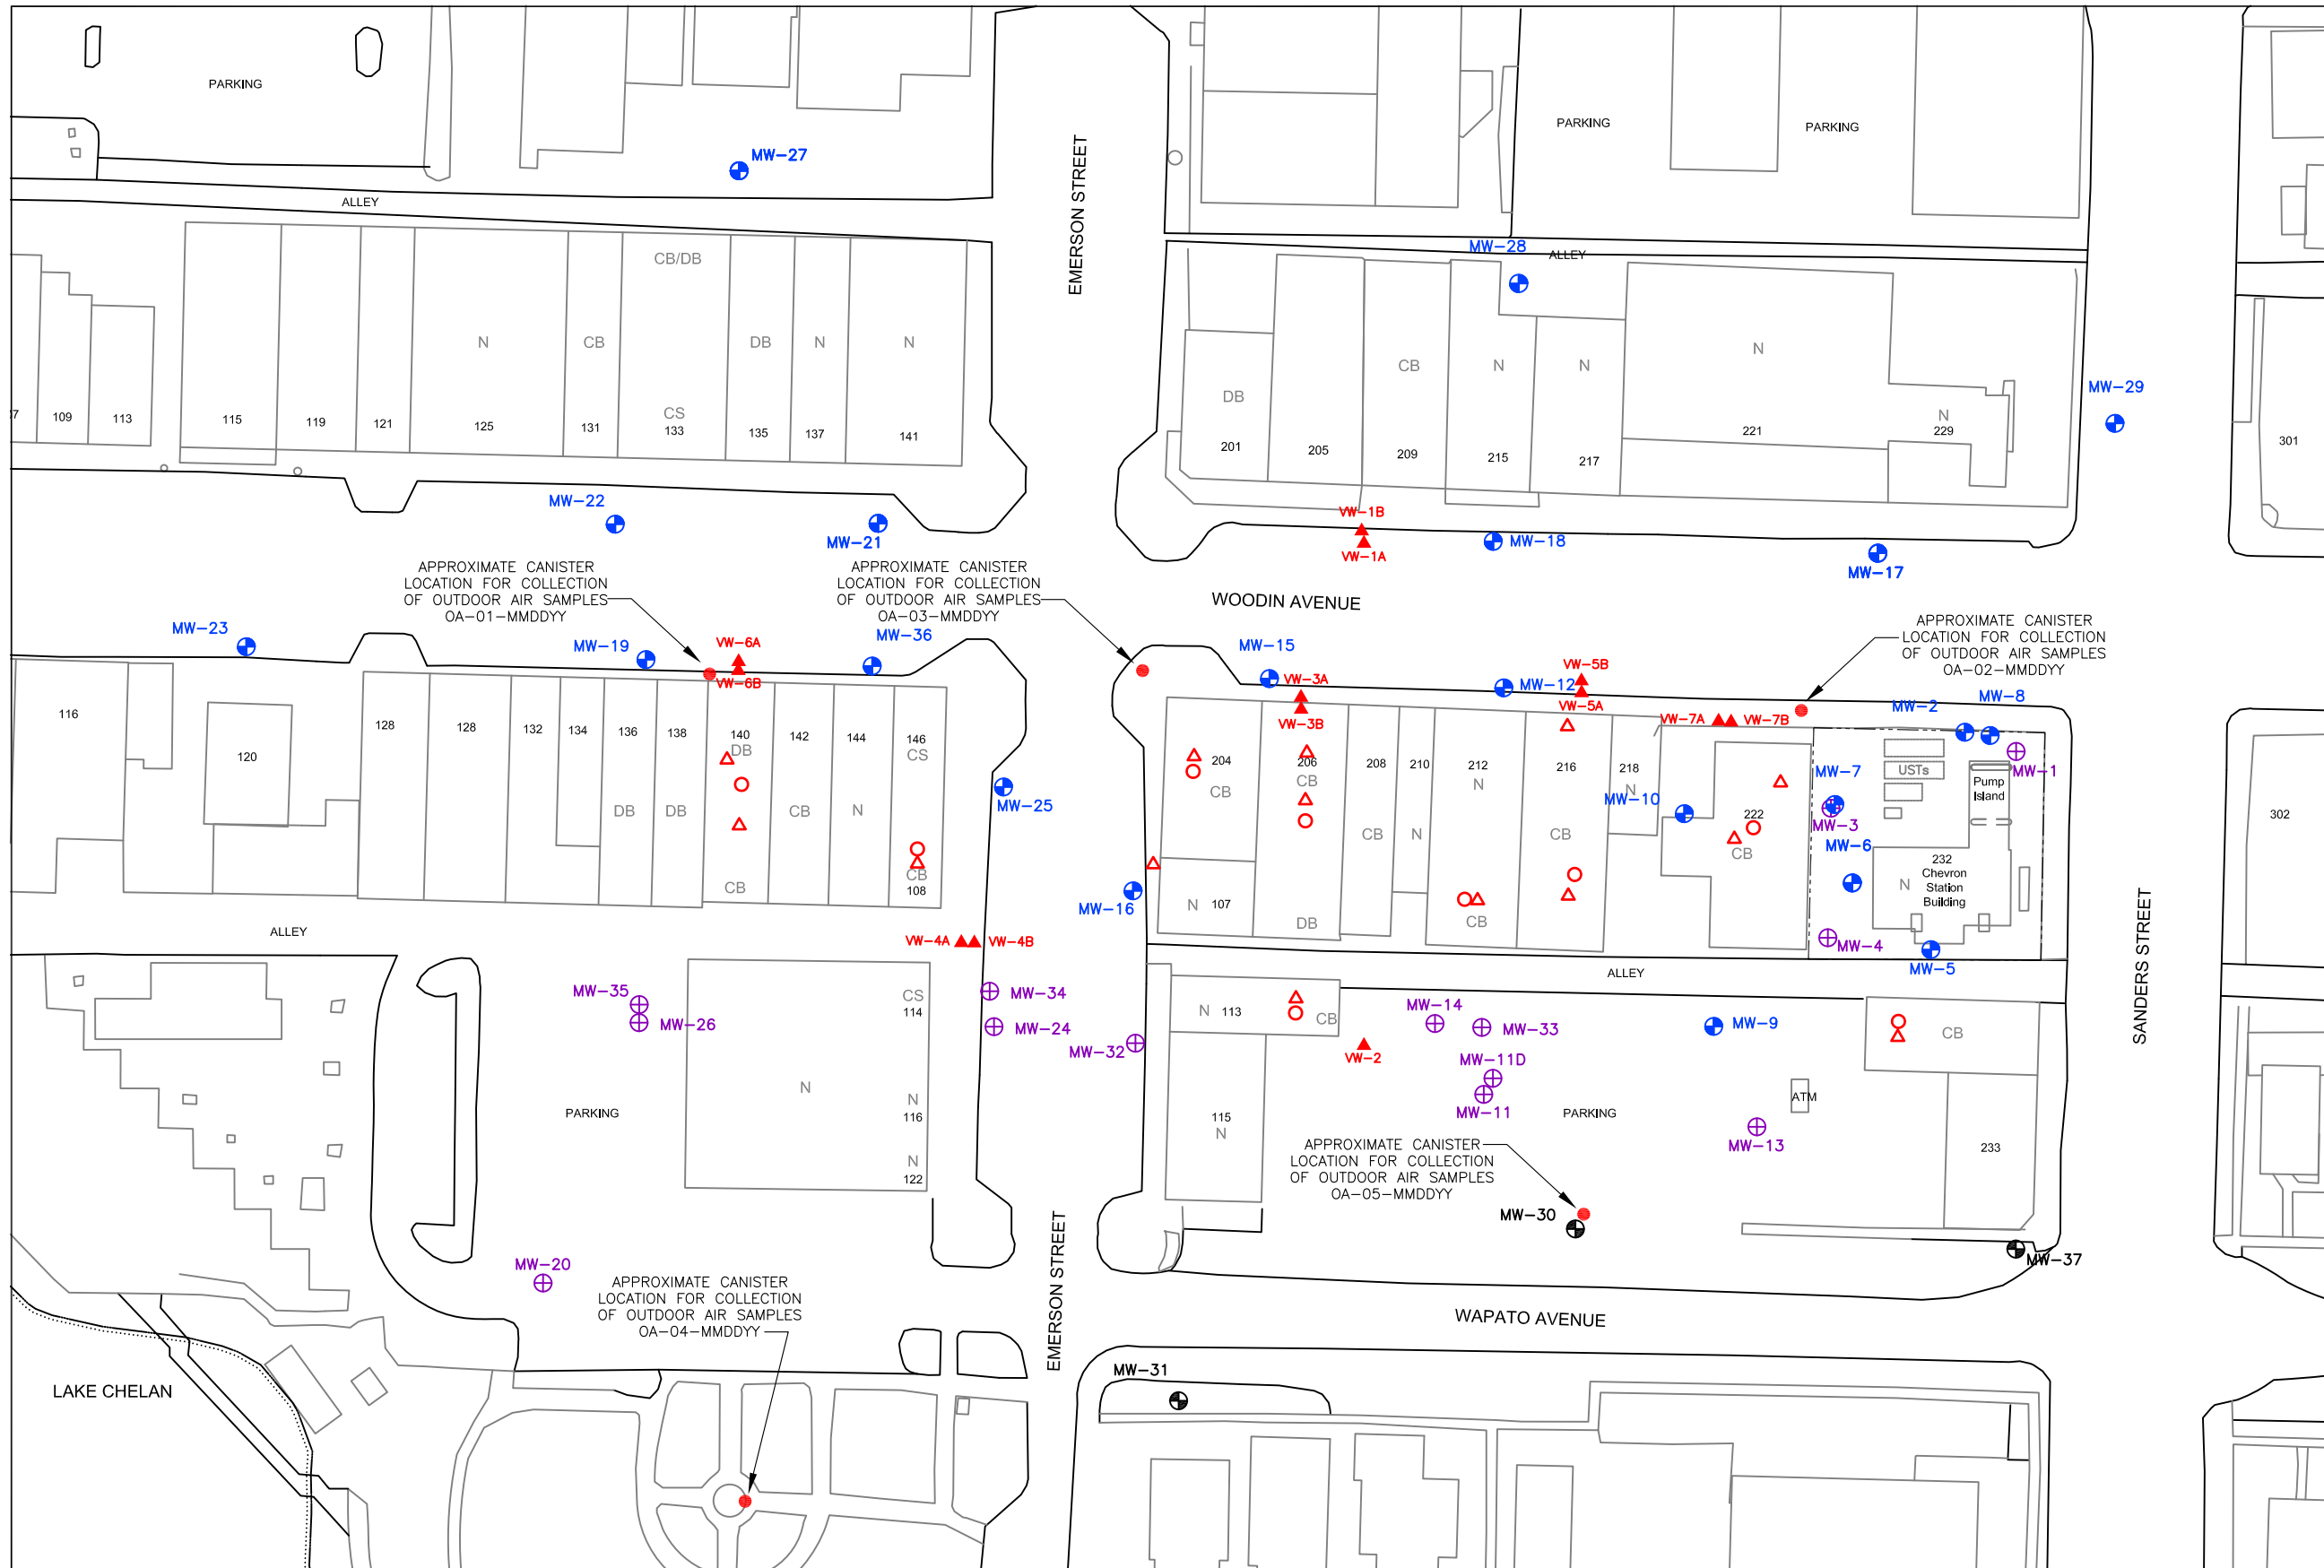 PARKING
MW-27
EMERSON STREET
PARKING
PARKING
ALLEY
MW-28
ALLEY
CB/DB
N
CB
DB
N
N
CS
7
109
113
115
119
121
125
131
133
135
137
141
DB
CB
N
N
N
N
201
205
209
215
217
221
229
MW-29
301
MW-22
MW-21
VW-1B
VW-1A
MW-18
MW-17
APPROXIMATE CANISTER
LOCATION FOR COLLECTION
OF OUTDOOR AIR SAMPLES
OA-01-MMDDYY
APPROXIMATE CANISTER
LOCATION FOR COLLECTION
OF OUTDOOR AIR SAMPLES
OA-03-MMDDYY
WOODIN AVENUE
APPROXIMATE CANISTER
LOCATION FOR COLLECTION
OF OUTDOOR AIR SAMPLES
OA-02-MMDDYY
MW-23
MW-19
VW-6A
VW-6B
MW-36
MW-15
VW-3A
VW-3B
MW-12
VW-5B
VW-5A
VW-7A
VW-7B
MW-2
MW-8
116
120
128
128
132
134
136
138
140
DB
142
144
146
CS
DB
DB
CB
N
CB
CB
108
MW-25
204
CB
206
CB
208
CB
210
N
212
N
216
CB
218
N
MW-10
222
CB
MW-7
MW-3
MW-6
USTs
Pump
Island
MW-1
232
Chevron
Station
Building
N
302
MW-16
N
107
DB
CB
MW-4
MW-5
SANDERS STREET
ALLEY
VW-4A
VW-4B
ALLEY
MW-35
MW-26
CS
114
MW-34
MW-24
MW-32
N
113
CB
VW-2
MW-14
MW-33
MW-11D
MW-11
MW-9
CB
ATM
N
N
116
PARKING
115
N
PARKING
MW-13
233
N
122
APPROXIMATE CANISTER
LOCATION FOR COLLECTION
OF OUTDOOR AIR SAMPLES
OA-05-MMDDYY
MW-30
MW-37
EMERSON STREET
MW-20
APPROXIMATE CANISTER
LOCATION FOR COLLECTION
OF OUTDOOR AIR SAMPLES
OA-04-MMDDYY
WAPATO AVENUE
MW-31
LAKE CHELAN